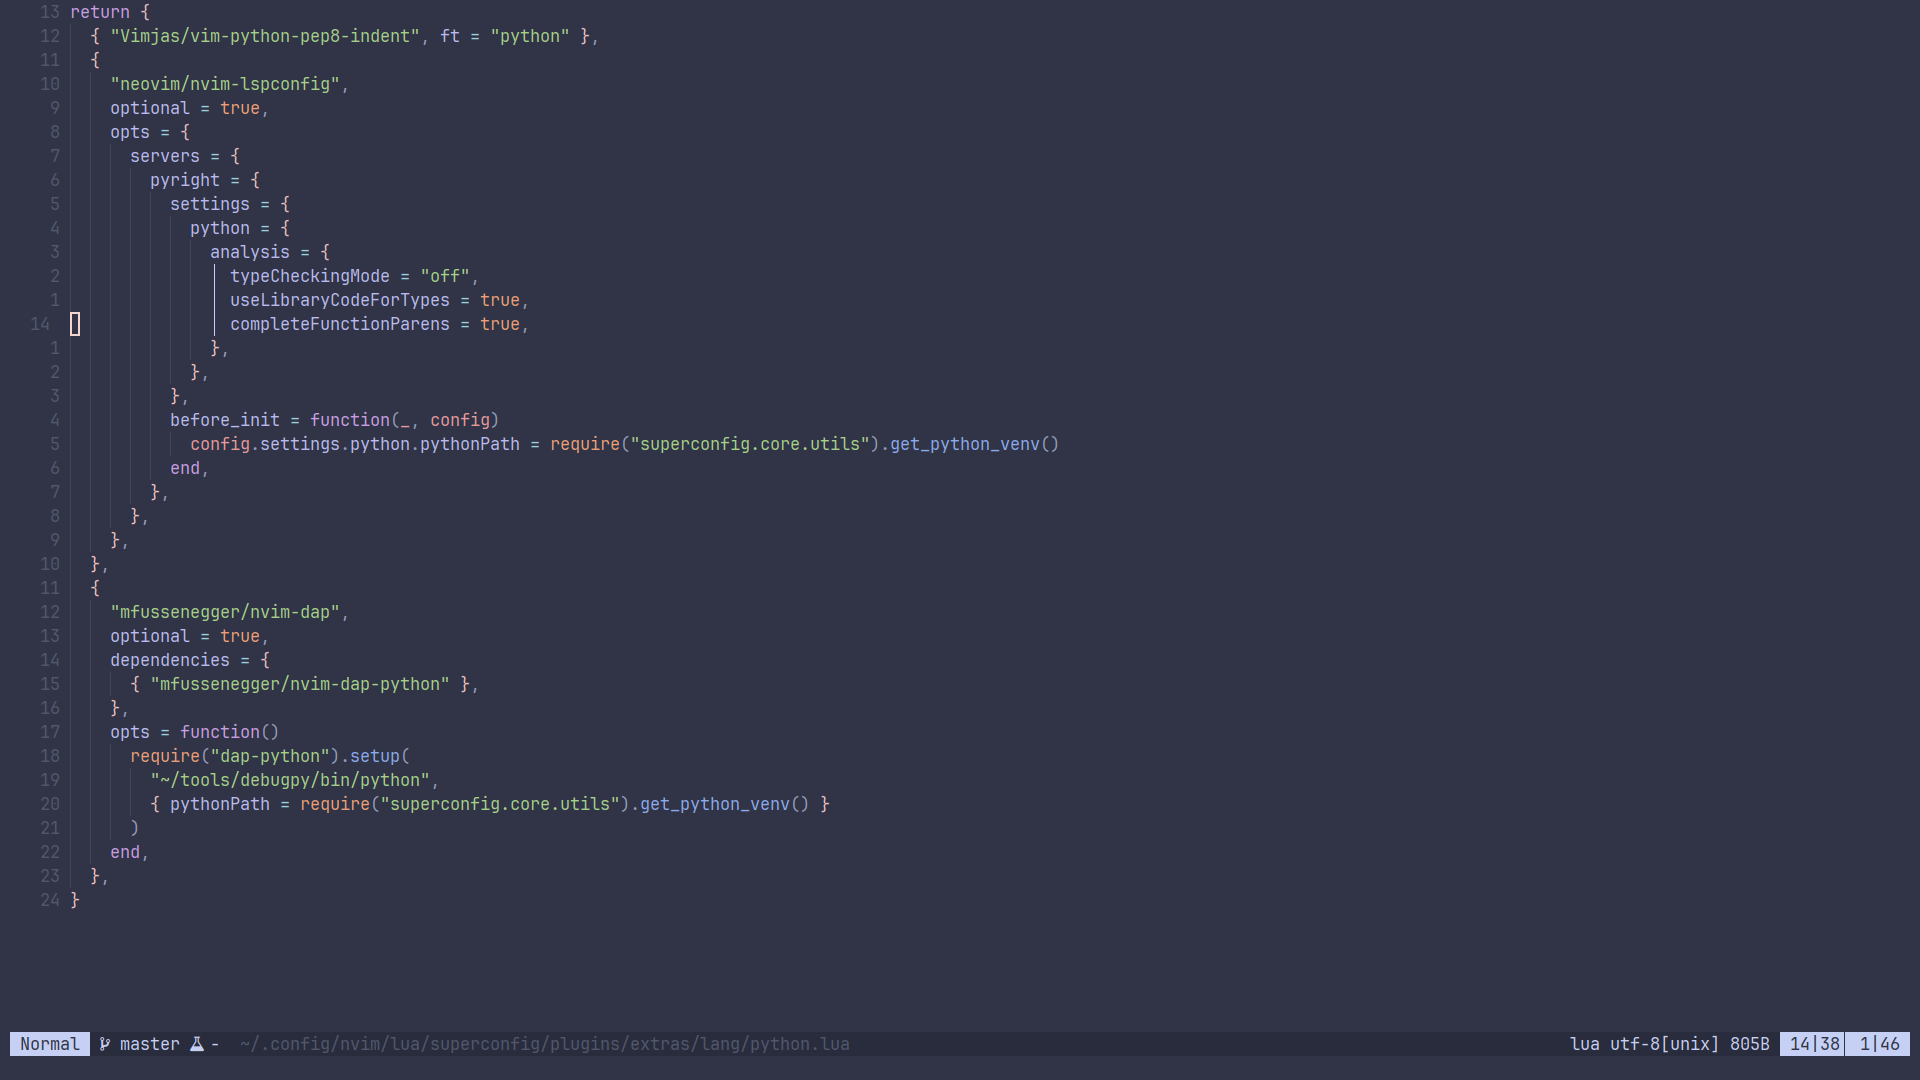 13 return {
12   { "Vimjas/vim-python-pep8-indent", ft = "python" },
11   {
10     "neovim/nvim-lspconfig",
 9     optional = true,
 8     opts = {
 7       servers = {
 6         pyright = {
 5           settings = {
 4             python = {
 3               analysis = {
 2                 typeCheckingMode = "off",
 1                 useLibraryCodeForTypes = true,
14                 completeFunctionParens = true,
 1               },
 2             },
 3           },
 4           before_init = function(_, config)
 5             config.settings.python.pythonPath = require("superconfig.core.utils").get_python_venv()
 6           end,
 7         },
 8       },
 9     },
10   },
11   {
12     "mfussenegger/nvim-dap",
13     optional = true,
14     dependencies = {
15       { "mfussenegger/nvim-dap-python" },
16     },
17     opts = function()
18       require("dap-python").setup(
19         "~/tools/debugpy/bin/python",
20         { pythonPath = require("superconfig.core.utils").get_python_venv() }
21       )
22     end,
23   },
24 }
Normal master - ~/.config/nvim/lua/superconfig/plugins/extras/lang/python.lua lua utf-8[unix] 805B 14|38 1|46